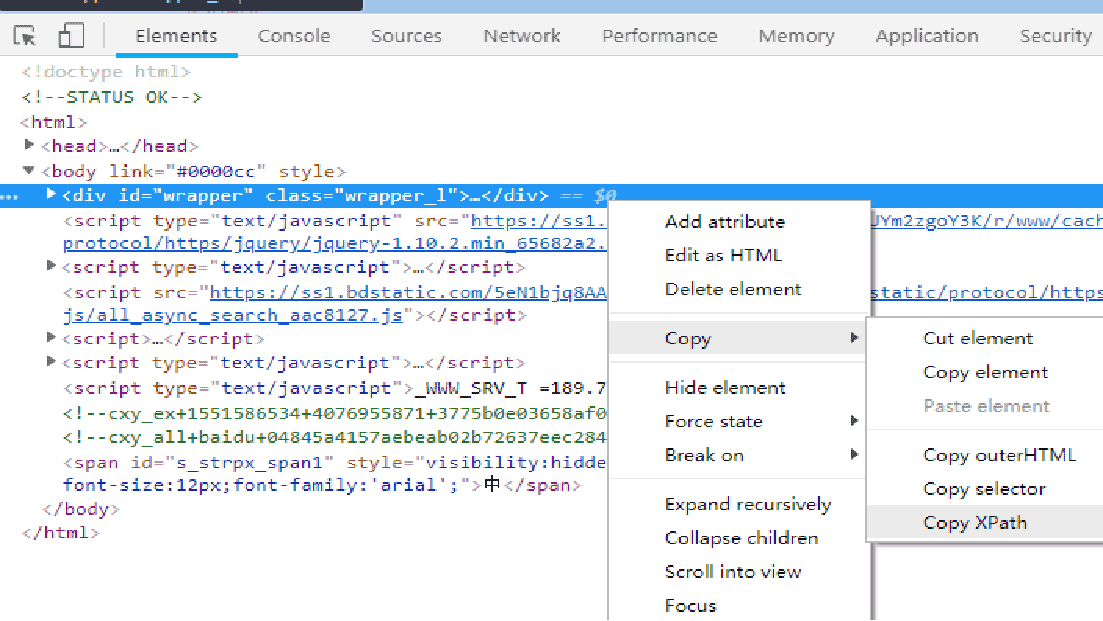 Elements Console Sources Network Performance Memory Application Security
<!doctype html>
<!--STATUS OK-->
<html>
<head>…</head>
<body link="#0000cc" style>
<div id="wrapper" class="wrapper_l">…</div> == $0
<script type="text/javascript" src="https://ss1. JYm2zgoY3K/r/www/cach
protocol/https/jquery/jquery-1.10.2.min_65682a2.
<script type="text/javascript">…</script>
<script src="https://ss1.bdstatic.com/5eN1bjq8AA static/protocol/https
js/all_async_search_aac8127.js"></script>
<script>…</script>
<script type="text/javascript">…</script>
<script type="text/javascript">_WWW_SRV_T =189.7
<!--cxy_ex+1551586534+4076955871+3775b0e03658af0
<!--cxy_all+baidu+04845a4157aebeab02b72637eec284
<span id="s_strpx_span1" style="visibility:hidde
font-size:12px;font-family:'arial';">中</span>
</body>
</html>
Add attribute
Edit as HTML
Delete element
Copy
Hide element
Force state
Break on
Expand recursively
Collapse children
Scroll into view
Focus
Cut element
Copy element
Paste element
Copy outerHTML
Copy selector
Copy XPath